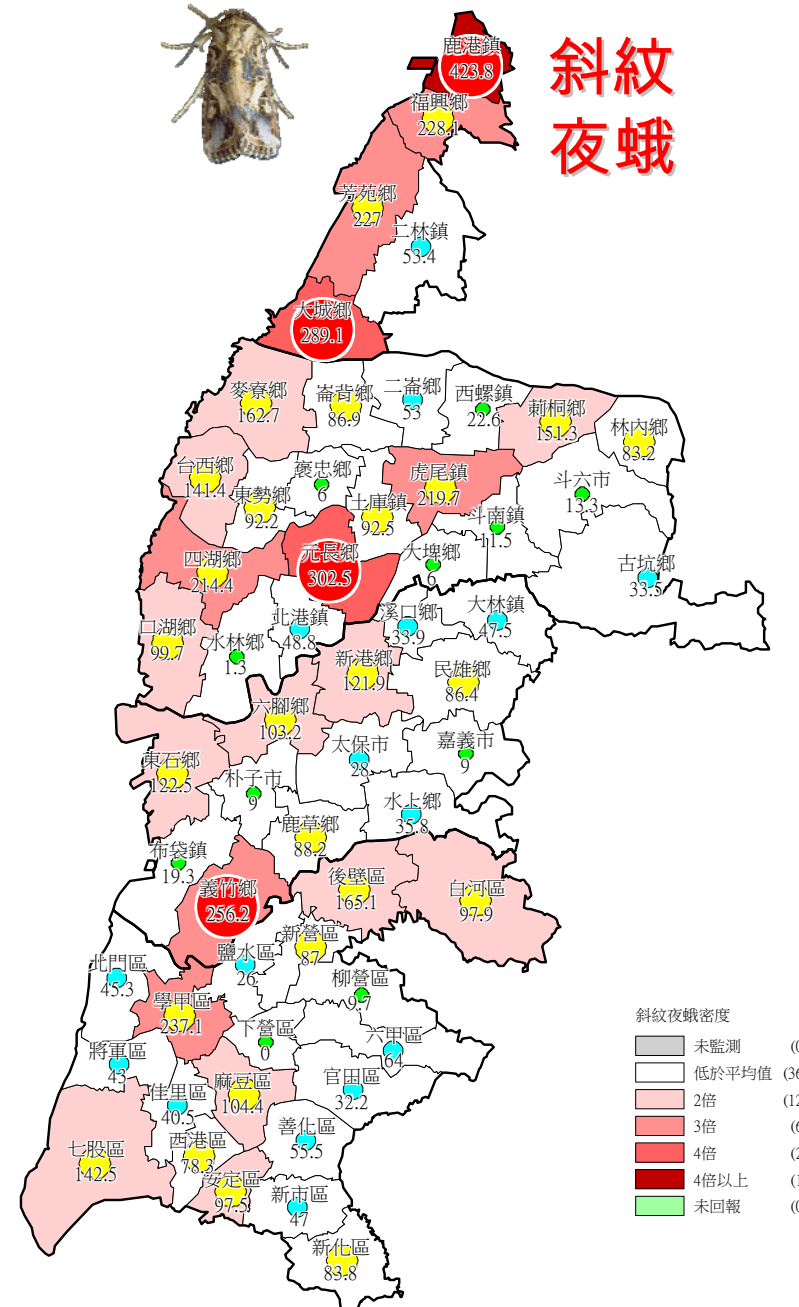 斜紋
夜蛾
鹿港鎮
423.8
福興鄉
228.1
芳苑鄉
227
二林鎮
53.4
大城鄉
289.1
麥寮鄉
162.7
崙背鄉
86.9
二崙鄉
53
西螺鎮
22.6
莿桐鄉
151.3
林內鄉
83.2
台西鄉
141.4
東勢鄉
92.2
褒忠鄉
6
土庫鎮
92.5
虎尾鎮
219.7
斗南鎮
11.5
斗六市
13.3
古坑鄉
33.5
四湖鄉
214.4
元長鄉
302.5
大埤鄉
6
口湖鄉
99.7
水林鄉
1.3
北港鎮
48.8
溪口鄉
33.9
大林鎮
47.5
新港鄉
121.9
民雄鄉
86.4
六腳鄉
103.2
太保市
28
嘉義市
9
東石鄉
122.5
朴子市
9
水上鄉
35.8
鹿草鄉
88.2
布袋鎮
19.3
義竹鄉
256.2
後壁區
165.1
白河區
97.9
新營區
87
鹽水區
26
柳營區
9.7
北門區
45.3
學甲區
237.1
下營區
0
六甲區
64
將軍區
43
佳里區
40.5
麻豆區
104.4
官田區
32.2
七股區
142.5
西港區
78.3
善化區
55.5
安定區
97.5
新市區
47
新化區
83.8
斜紋夜蛾密度
未監測 (0
低於平均值 (36
2倍 (12
3倍 (6
4倍 (2
4倍以上 (1
未回報 (0